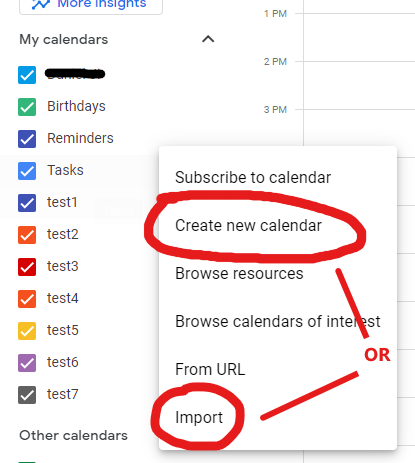 More insights
1 PM
My calendars
2 PM
Birthdays
3 PM
Reminders
Tasks
Subscribe to calendar
test1
Create new calendar
test2
test3
Browse resources
test4
Browse calendars of interest
test5
OR
test6
From URL
test7
Import
Other calendars